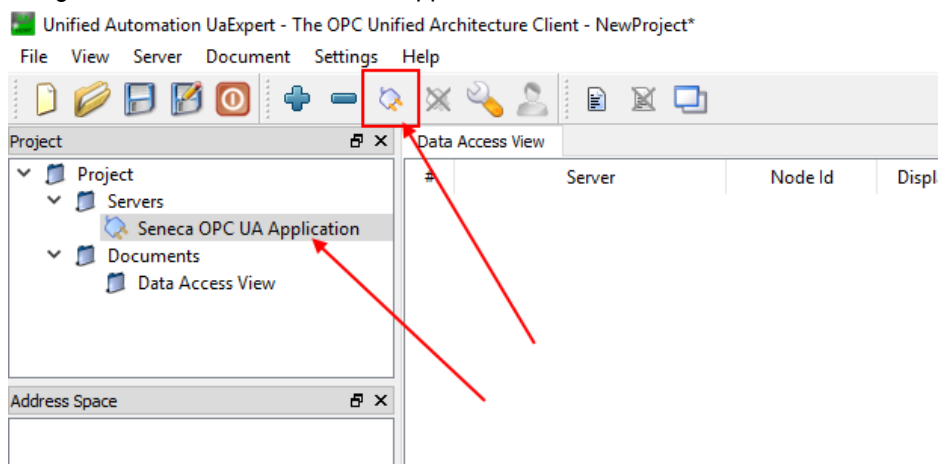 Unified Automation UaExpert - The OPC Unified Architecture Client - NewProject*
File View Server Document Settings Help
Project
Data Access View
Project
# Server Node Id Displ
Servers
Seneca OPC UA Application
Documents
Data Access View
Address Space